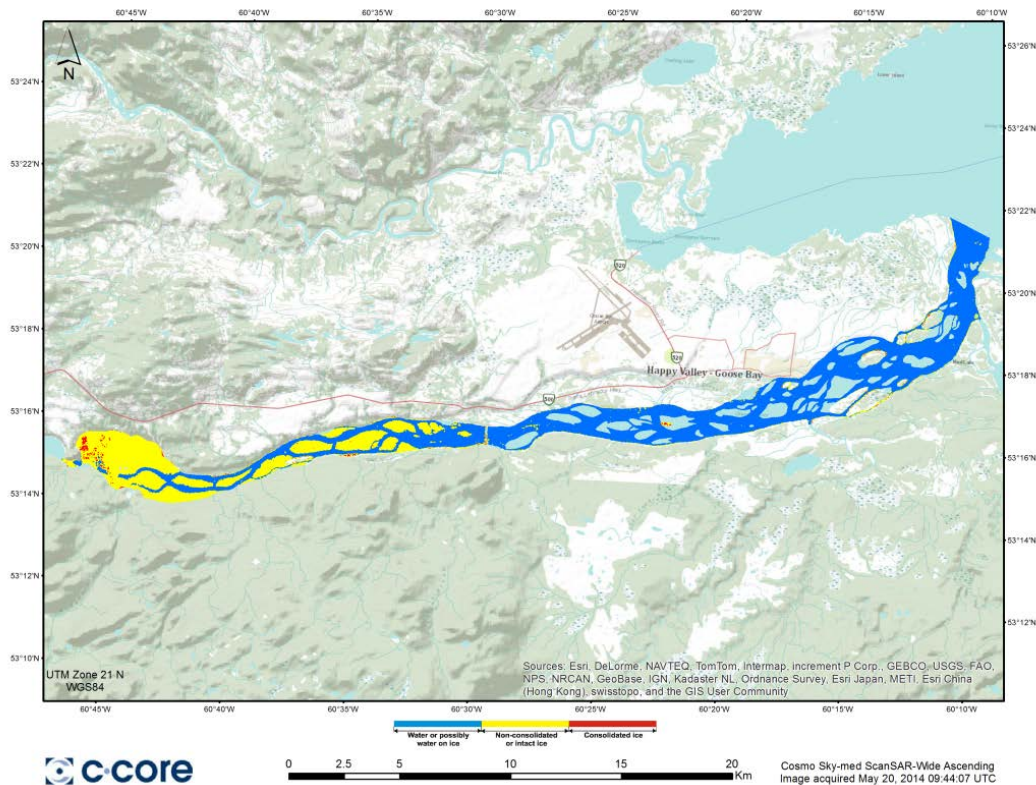 60°45'W 60°40'W 60°35'W 60°30'W 60°25'W 60°20'W 60°15'W 60°10'W
53°26'N
53°24'N
53°24'N
53°22'N
53°22'N
53°20'N
53°20'N
53°18'N
53°18'N
53°16'N
53°16'N
53°14'N
53°14'N
53°12'N
53°12'N
53°10'N
N
520
520
Happy Valley - Goose Bay
500
UTM Zone 21 N
WGS84
Sources: Esri, DeLorme, NAVTEQ, TomTom, Intermap, increment P Corp., GEBCO, USGS, FAO,
NPS, NRCAN, GeoBase, IGN, Kadaster NL, Ordnance Survey, Esri Japan, METI, Esri China
(Hong Kong), swisstopo, and the GIS User Community
60°45'W 60°40'W 60°35'W 60°30'W 60°25'W 60°20'W 60°15'W 60°10'W
Water or possibly
water on ice
Non-consolidated
or intact ice
Consolidated ice
c·core
0 2.5 5 10 15 20
Km
Cosmo Sky-med ScanSAR-Wide Ascending
Image acquired May 20, 2014 09:44:07 UTC